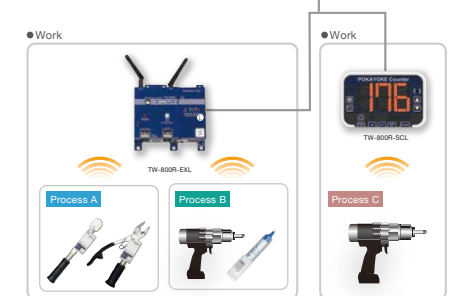 ●Work
●Work
POKAYOKE Counter
176
TW-800R-EXL
TW-800R-SCL
Process A
Process B
Process C